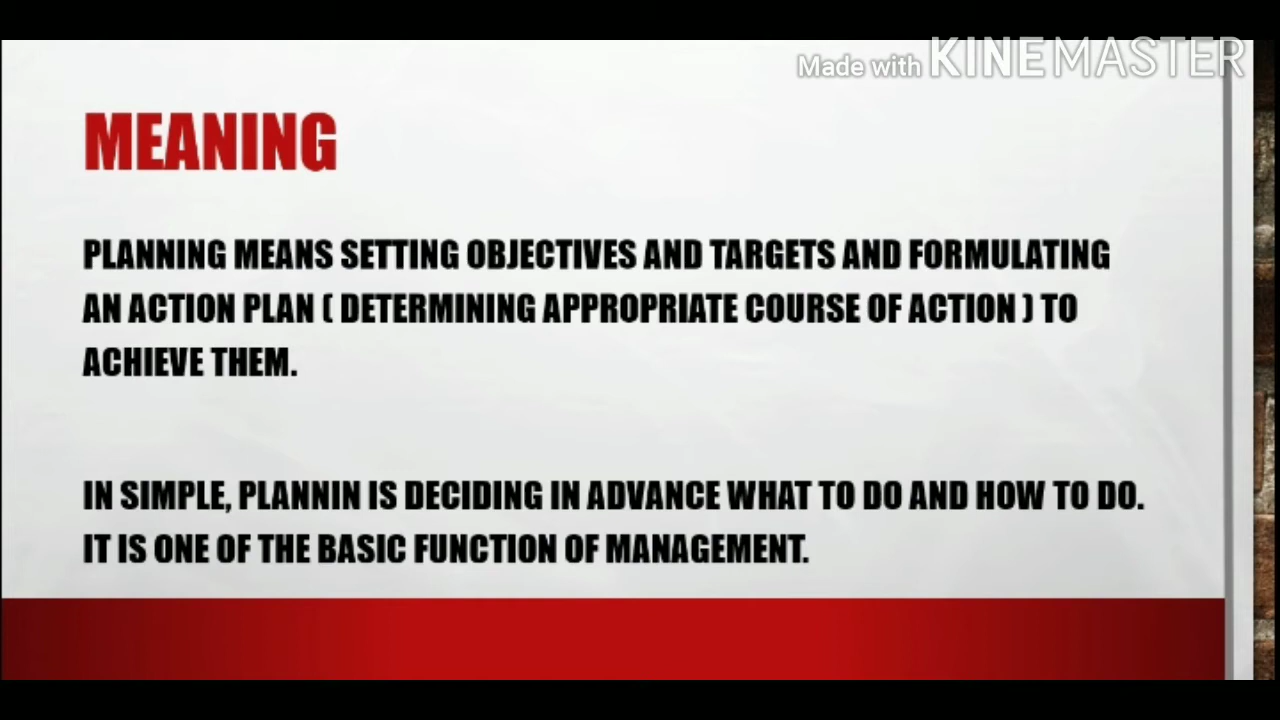 Made with KINEMASTER
MEANING
PLANNING MEANS SETTING OBJECTIVES AND TARGETS AND FORMULATING
AN ACTION PLAN ( DETERMINING APPROPRIATE COURSE OF ACTION ) TO
ACHIEVE THEM.
IN SIMPLE, PLANNIN IS DECIDING IN ADVANCE WHAT TO DO AND HOW TO DO.
IT IS ONE OF THE BASIC FUNCTION OF MANAGEMENT.